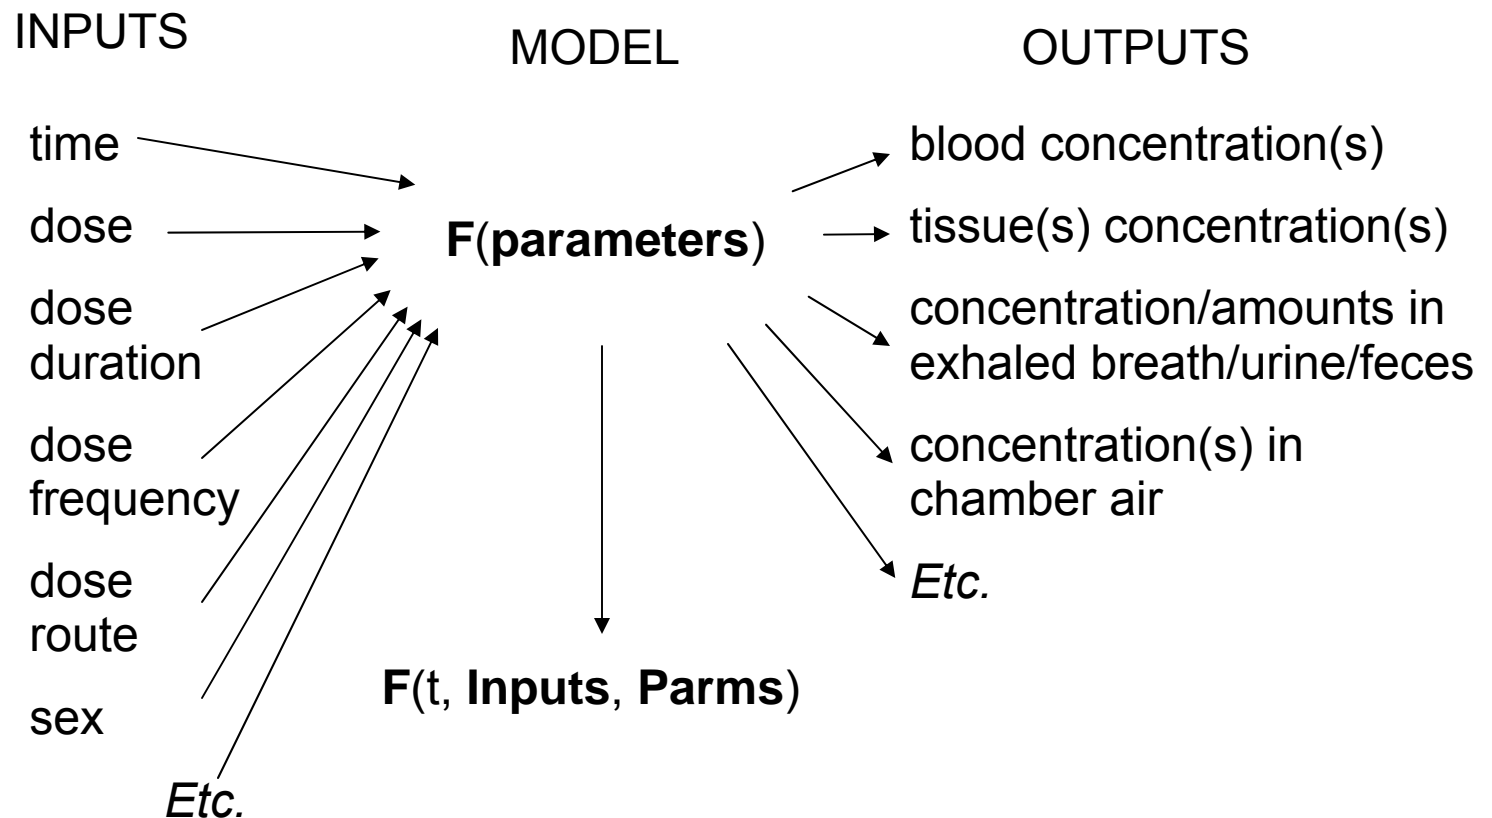 INPUTS
time
dose
dose
duration
dose
frequency
dose
route
sex
Etc.
MODEL
F(parameters)
F(t, Inputs, Parms)
OUTPUTS
blood concentration(s)
tissue(s) concentration(s)
concentration/amounts in
exhaled breath/urine/feces
concentration(s) in
chamber air
Etc.